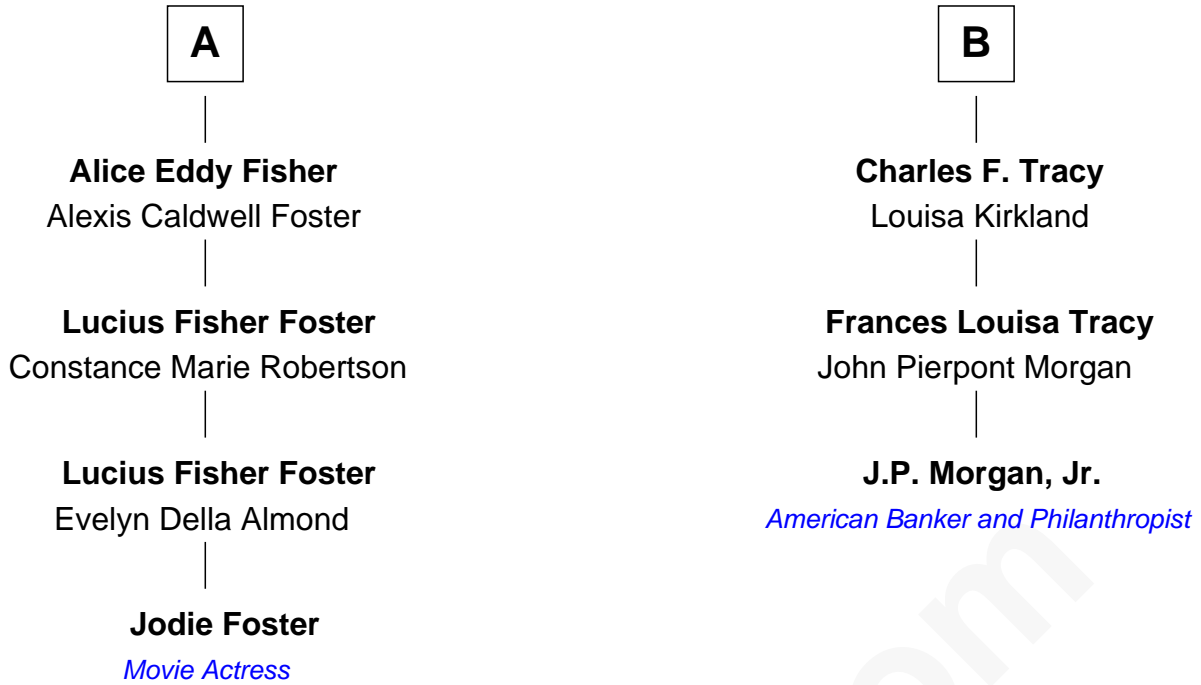 A
Alice Eddy Fisher
Alexis Caldwell Foster
Lucius Fisher Foster
Constance Marie Robertson
Lucius Fisher Foster
Evelyn Della Almond
Jodie Foster
Movie Actress
B
Charles F. Tracy
Louisa Kirkland
Frances Louisa Tracy
John Pierpont Morgan
J.P. Morgan, Jr.
American Banker and Philanthropist
om